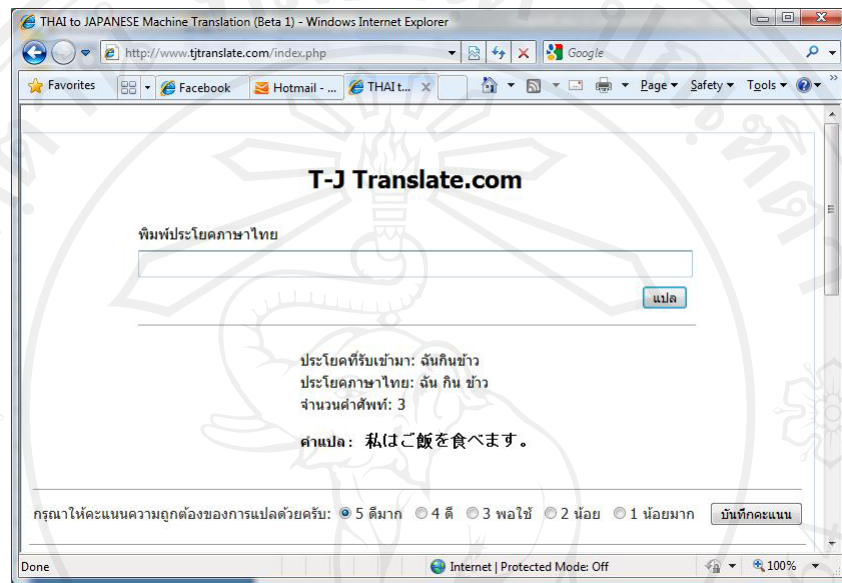 THAI to JAPANESE Machine Translation (Beta 1) - Windows Internet Explorer
http://www.tjtranslate.com/index.php Google
Favorites Facebook Hotmail - ... THAI t... Page Safety Tools
T-J Translate.com
พิมพ์ประโยคภาษาไทย
แปล
ประโยคที่รับเข้ามา: ฉันกินข้าว
ประโยคภาษาไทย: ฉัน กิน ข้าว
จำนวนคำศัพท์: 3
คำแปล: 私はご飯を食べます。
กรุณาให้คะแนนความถูกต้องของการแปลด้วยครับ: 5 ดีมาก 4 ดี 3 พอใช้ 2 น้อย 1 น้อยมาก บันทึกคะแนน
Done Internet | Protected Mode: Off 100%